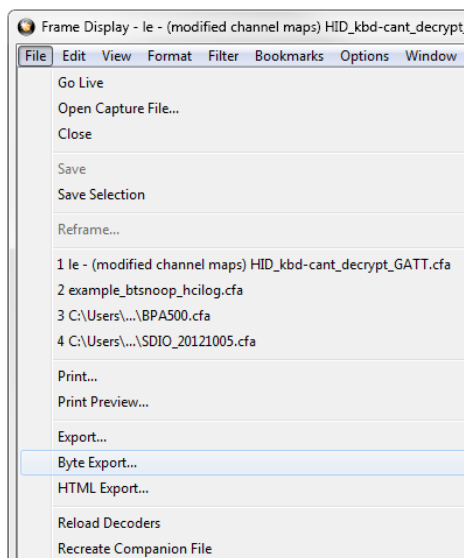 Frame Display - le - (modified channel maps) HID_kbd-cant_decrypt_
File Edit View Format Filter Bookmarks Options Window
Go Live
Open Capture File...
Close
Save
Save Selection
Reframe...
1 le - (modified channel maps) HID_kbd-cant_decrypt_GATT.cfa
2 example_btsnoop_hcilog.cfa
3 C:\Users\...\BPA500.cfa
4 C:\Users\...\SDIO_20121005.cfa
Print...
Print Preview...
Export...
Byte Export...
HTML Export...
Reload Decoders
Recreate Companion File